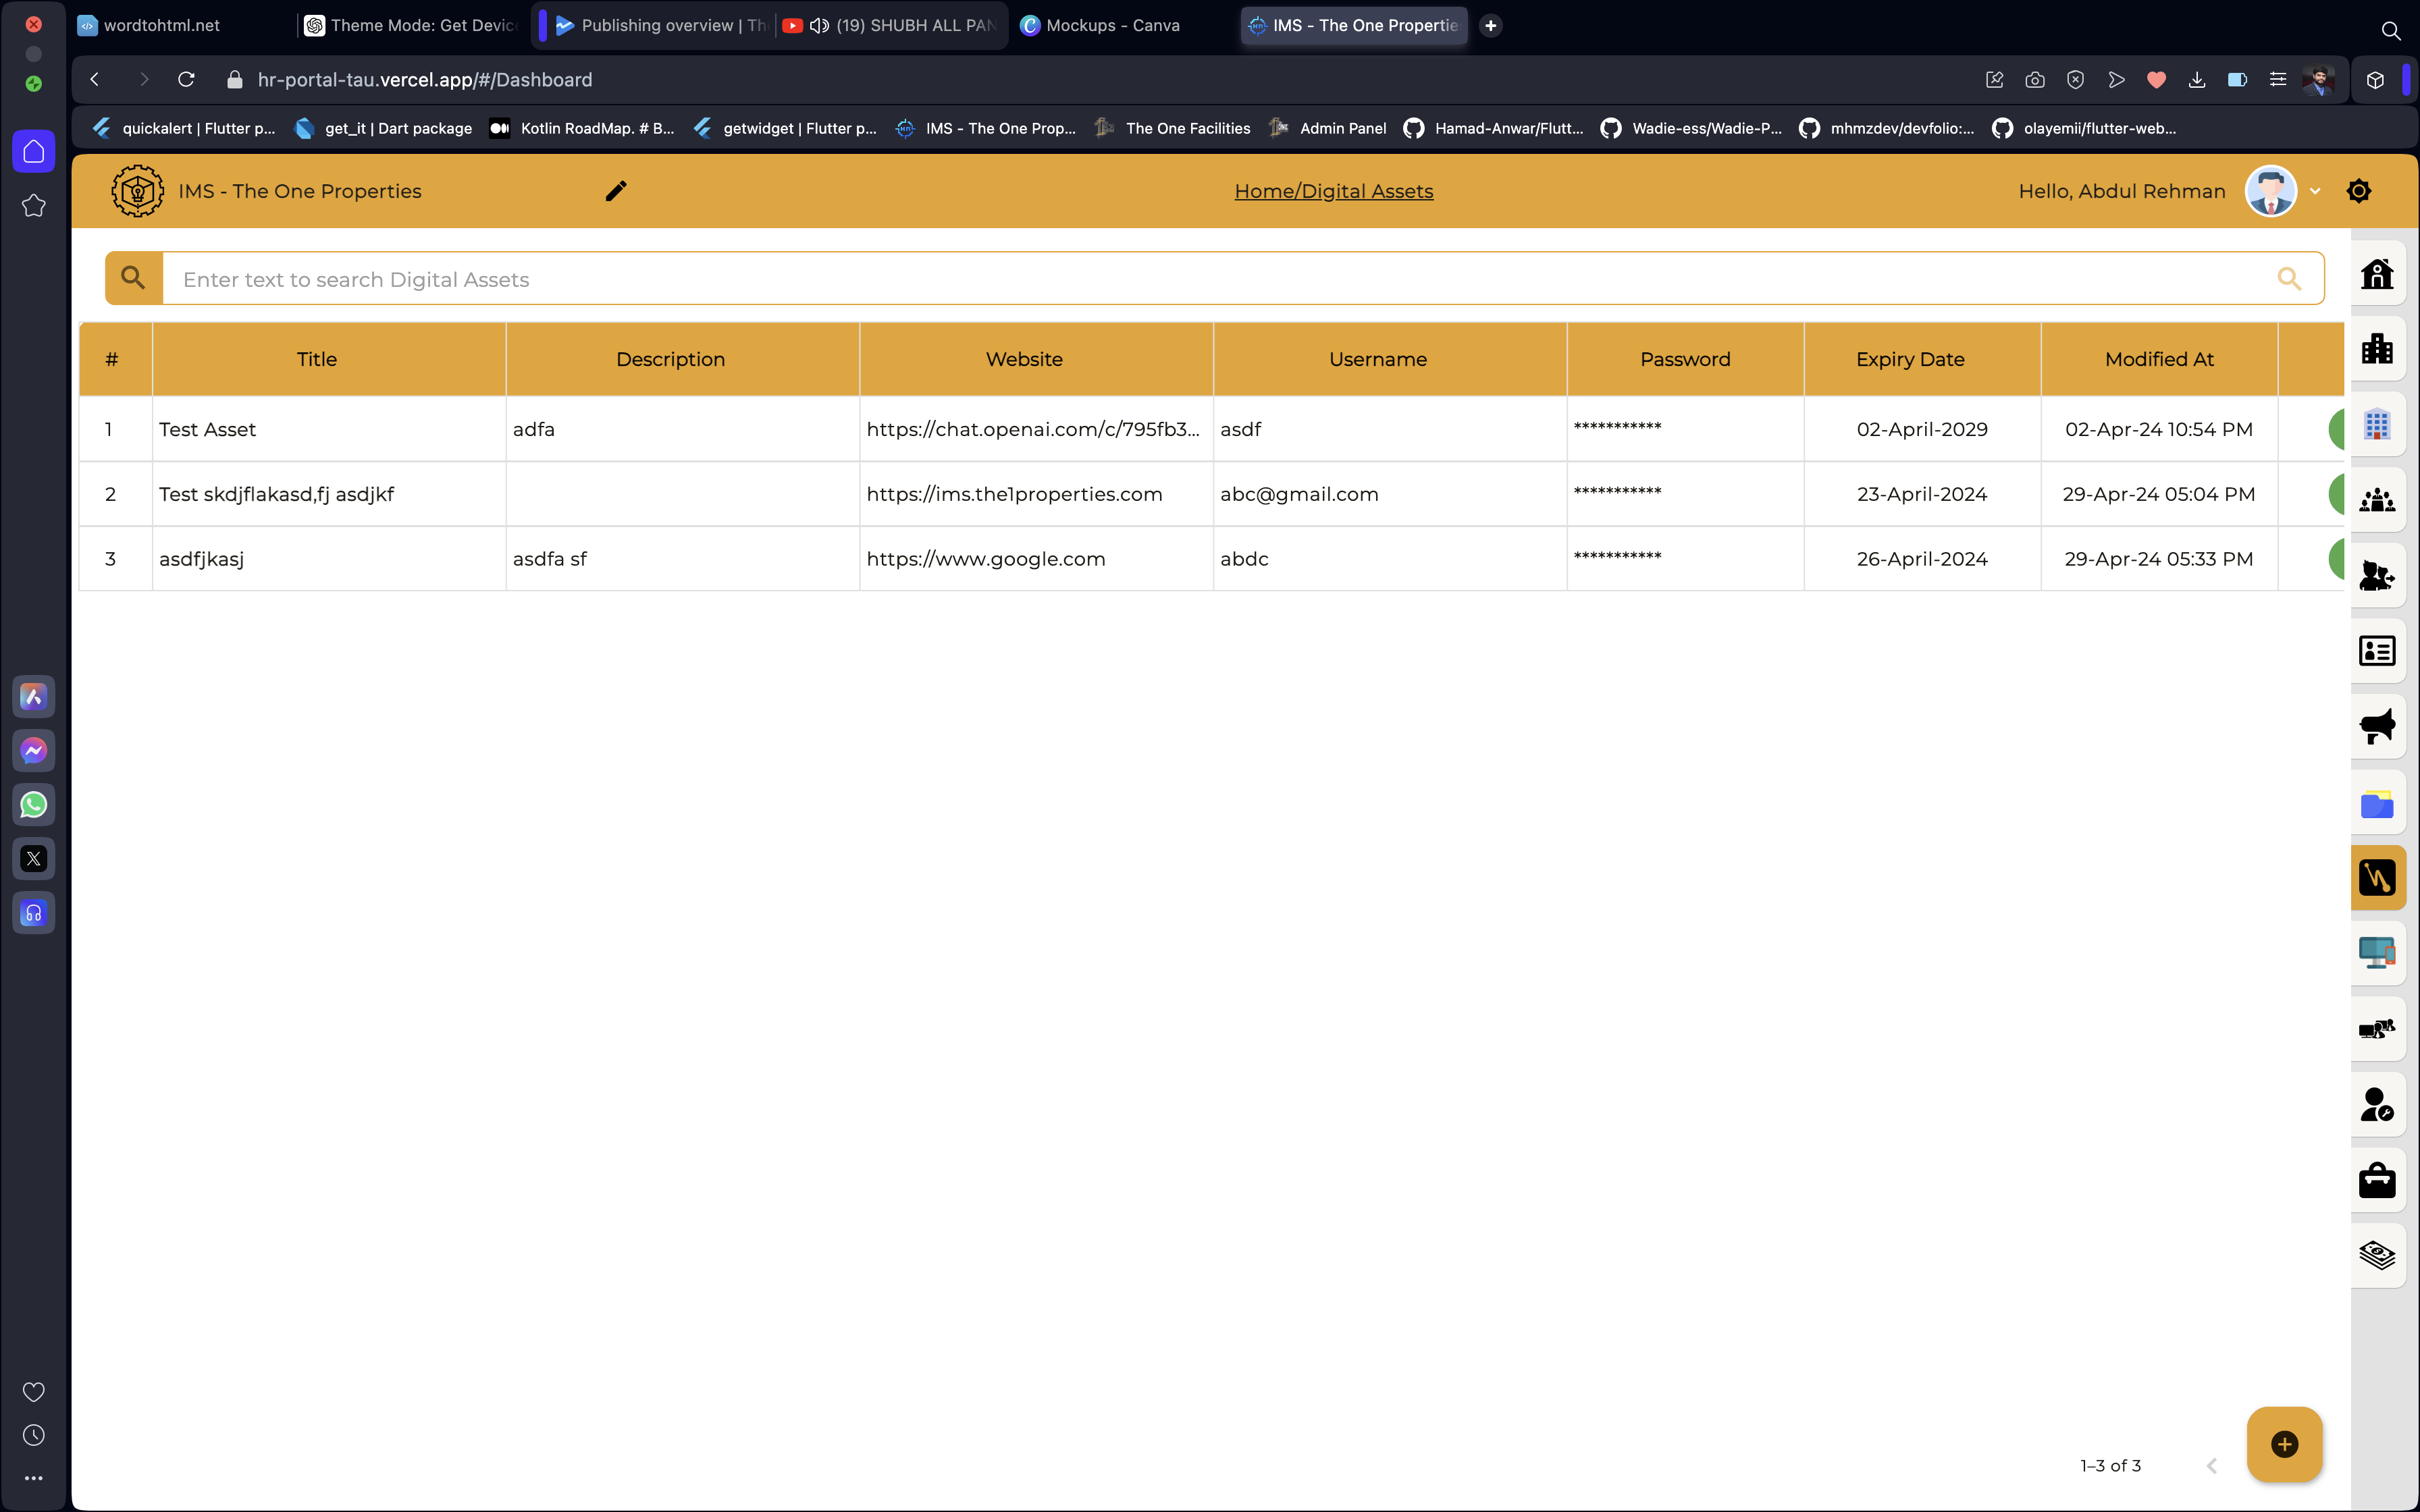 wordtohtml.net
Theme Mode: Get Devic
Publishing overview | Th
(19) SHUBH ALL PAN
Mockups - Canva
IMS - The One Propertie
hr-portal-tau.vercel.app/#/Dashboard
quickalert | Flutter p...
get_it | Dart package
Kotlin RoadMap. # B...
getwidget | Flutter p...
IMS - The One Prop...
The One Facilities
Admin Panel
Hamad-Anwar/Flutt...
Wadie-ess/Wadie-P...
mhmzdev/devfolio:...
olayemii/flutter-web...
IMS - The One Properties
Home/Digital Assets
Hello, Abdul Rehman
Enter text to search Digital Assets
# Title Description Website Username Password Expiry Date Modified At
1 Test Asset adfa https://chat.openai.com/c/795fb3... asdf *********** 02-April-2029 02-Apr-24 10:54 PM
2 Test skdjflakasd,fj asdjkf https://ims.the1properties.com abc@gmail.com *********** 23-April-2024 29-Apr-24 05:04 PM
3 asdfjkasj asdfa sf https://www.google.com abdc *********** 26-April-2024 29-Apr-24 05:33 PM
1–3 of 3